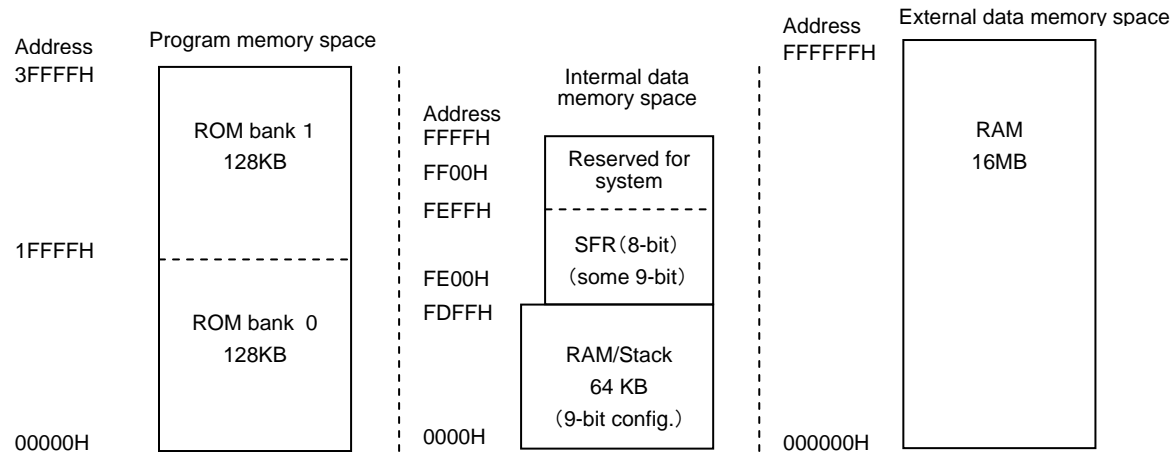 Address
3FFFFH
Program memory space
ROM bank 1
128KB
1FFFFH
ROM bank 0
128KB
00000H
Intermal data
memory space
Address
FFFFH
FF00H
FEFFH
FE00H
FDFFH
0000H
Reserved for
system
SFR(8-bit)
(some 9-bit)
RAM/Stack
64 KB
(9-bit config.)
External data memory space
Address
FFFFFFH
RAM
16MB
000000H